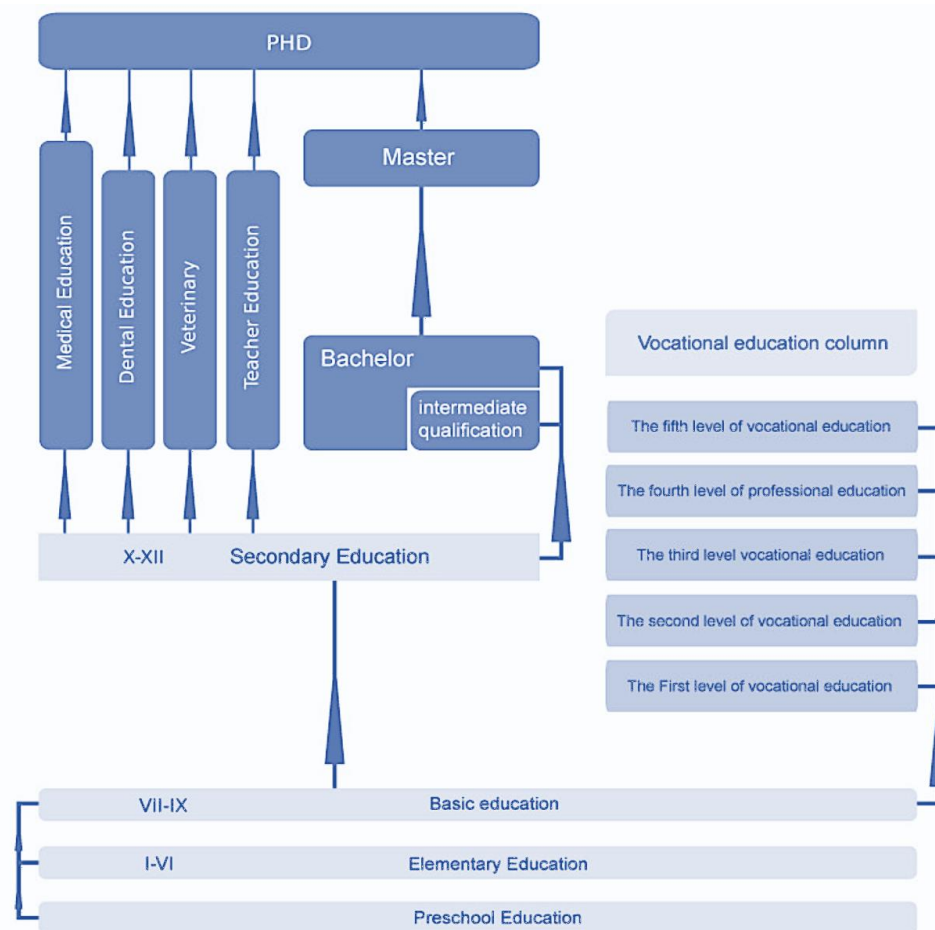 PHD
Master
Medical Education
Dental Education
Veterinary
Teacher Education
Bachelor
intermediate
qualification
Vocational education column
The fifth level of vocational education
The fourth level of professional education
The third level vocational education
The second level of vocational education
The First level of vocational education
X-XII Secondary Education
VII-IX Basic education
I-VI Elementary Education
Preschool Education